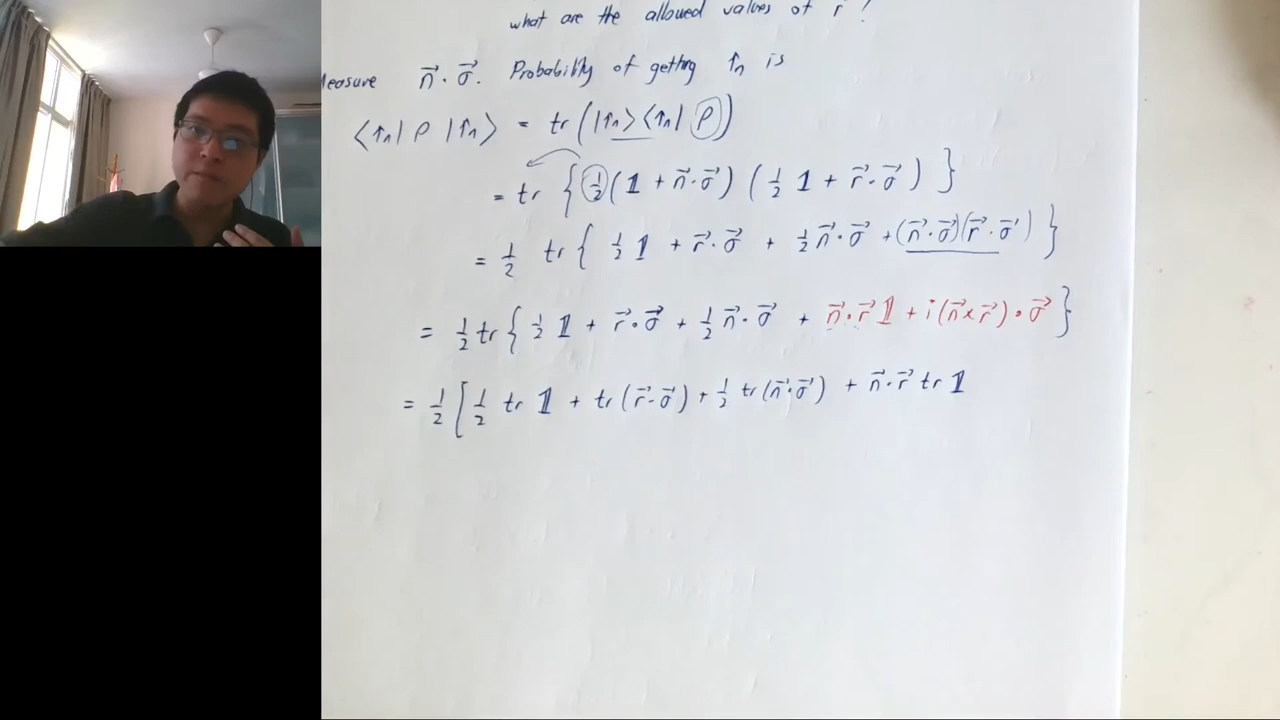 what are the allowed values of r⃗ ?
Measure n⃗·σ⃗. Probability of getting ↑n is
⟨↑n| ρ |↑n⟩ = tr (|↑n⟩⟨↑n| ρ)
= tr { ½(𝟙 + n⃗·σ⃗) (½ 𝟙 + r⃗·σ⃗) }
= ½ tr { ½ 𝟙 + r⃗·σ⃗ + ½ n⃗·σ⃗ + (n⃗·σ⃗)(r⃗·σ⃗) }
= ½ tr { ½ 𝟙 + r⃗·σ⃗ + ½ n⃗·σ⃗ + n⃗·r⃗ 𝟙 + i(n⃗×r⃗)·σ⃗ }
= ½ [ ½ tr 𝟙 + tr(r⃗·σ⃗) + ½ tr(n⃗·σ⃗) + n⃗·r⃗ tr 𝟙